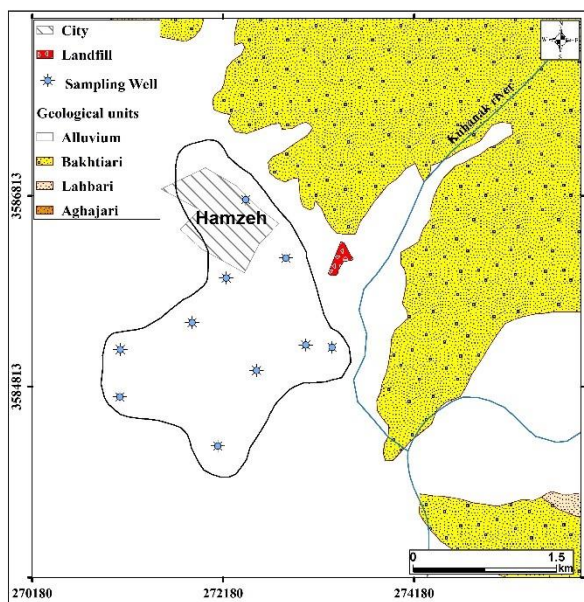 City
Landfill
Sampling Well
Geological units
Alluvium
Bakhtiari
Lahbari
Aghajari
N
W
E
S
Kuhanak river
Hamzeh
3586813
3584813
0
1.5
km
270180
272180
274180